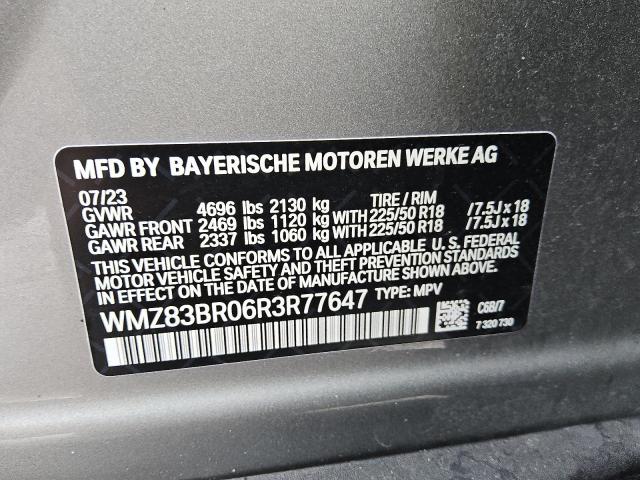 MFD BY BAYERISCHE MOTOREN WERKE AG
07/23 TIRE / RIM
GVWR 4696 lbs 2130 kg
GAWR FRONT 2469 lbs 1120 kg WITH 225/50 R18 /7.5J x 18
GAWR REAR 2337 lbs 1060 kg WITH 225/50 R18 /7.5J x 18
THIS VEHICLE CONFORMS TO ALL APPLICABLE U. S. FEDERAL
MOTOR VEHICLE SAFETY, BUMPER AND THEFT PREVENTION STANDARDS
IN EFFECT ON THE DATE OF MANUFACTURE SHOWN ABOVE.
WMZ83BR06R3R77647 TYPE: MPV
C6B/7
7 320 730